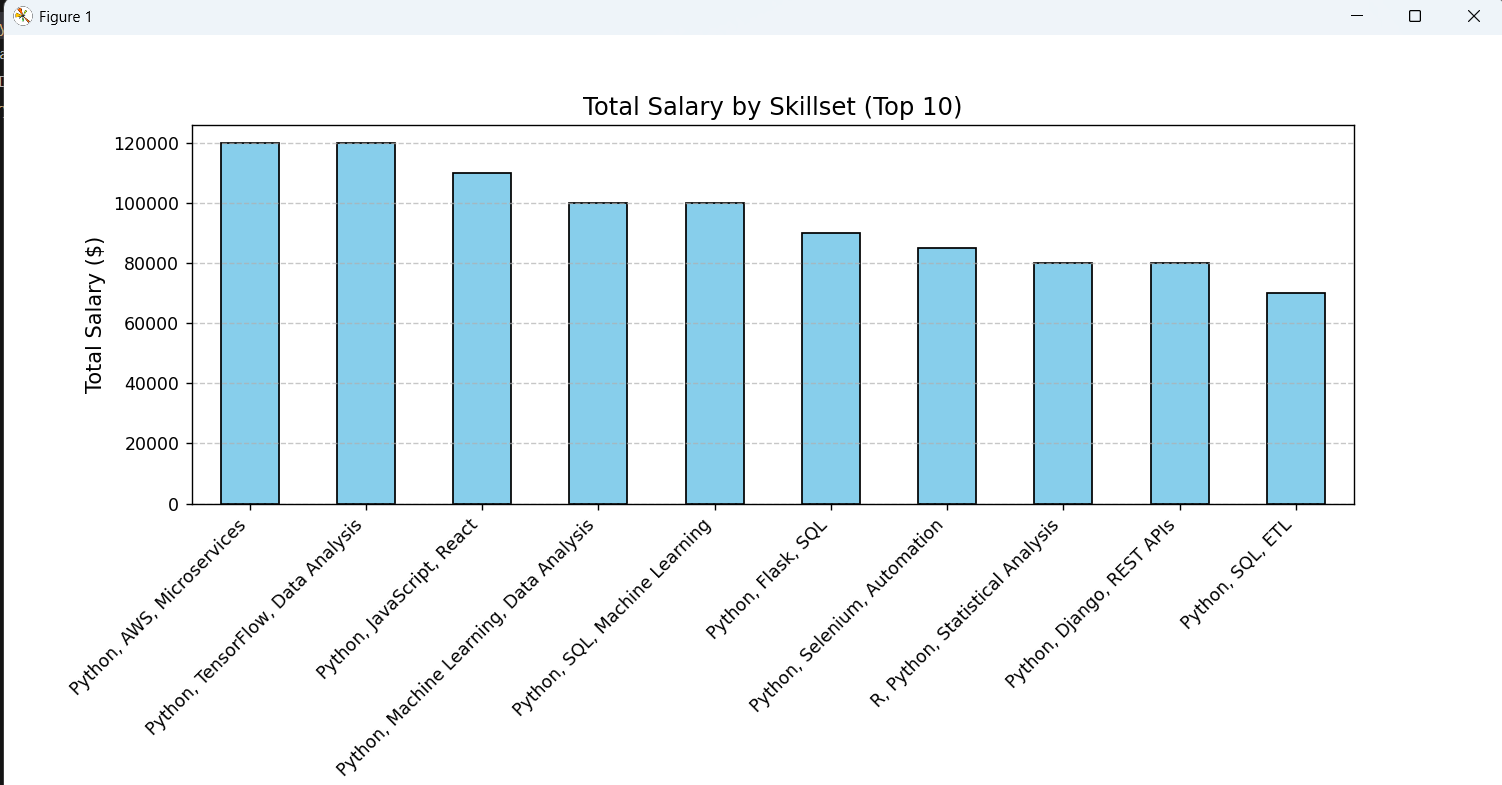 Figure 1
Total Salary by Skillset (Top 10)
Total Salary ($)
120000
100000
80000
60000
40000
20000
0
Python, AWS, Microservices
Python, TensorFlow, Data Analysis
Python, JavaScript, React
Python, Machine Learning, Data Analysis
Python, SQL, Machine Learning
Python, Flask, SQL
Python, Selenium, Automation
R, Python, Statistical Analysis
Python, Django, REST APIs
Python, SQL, ETL